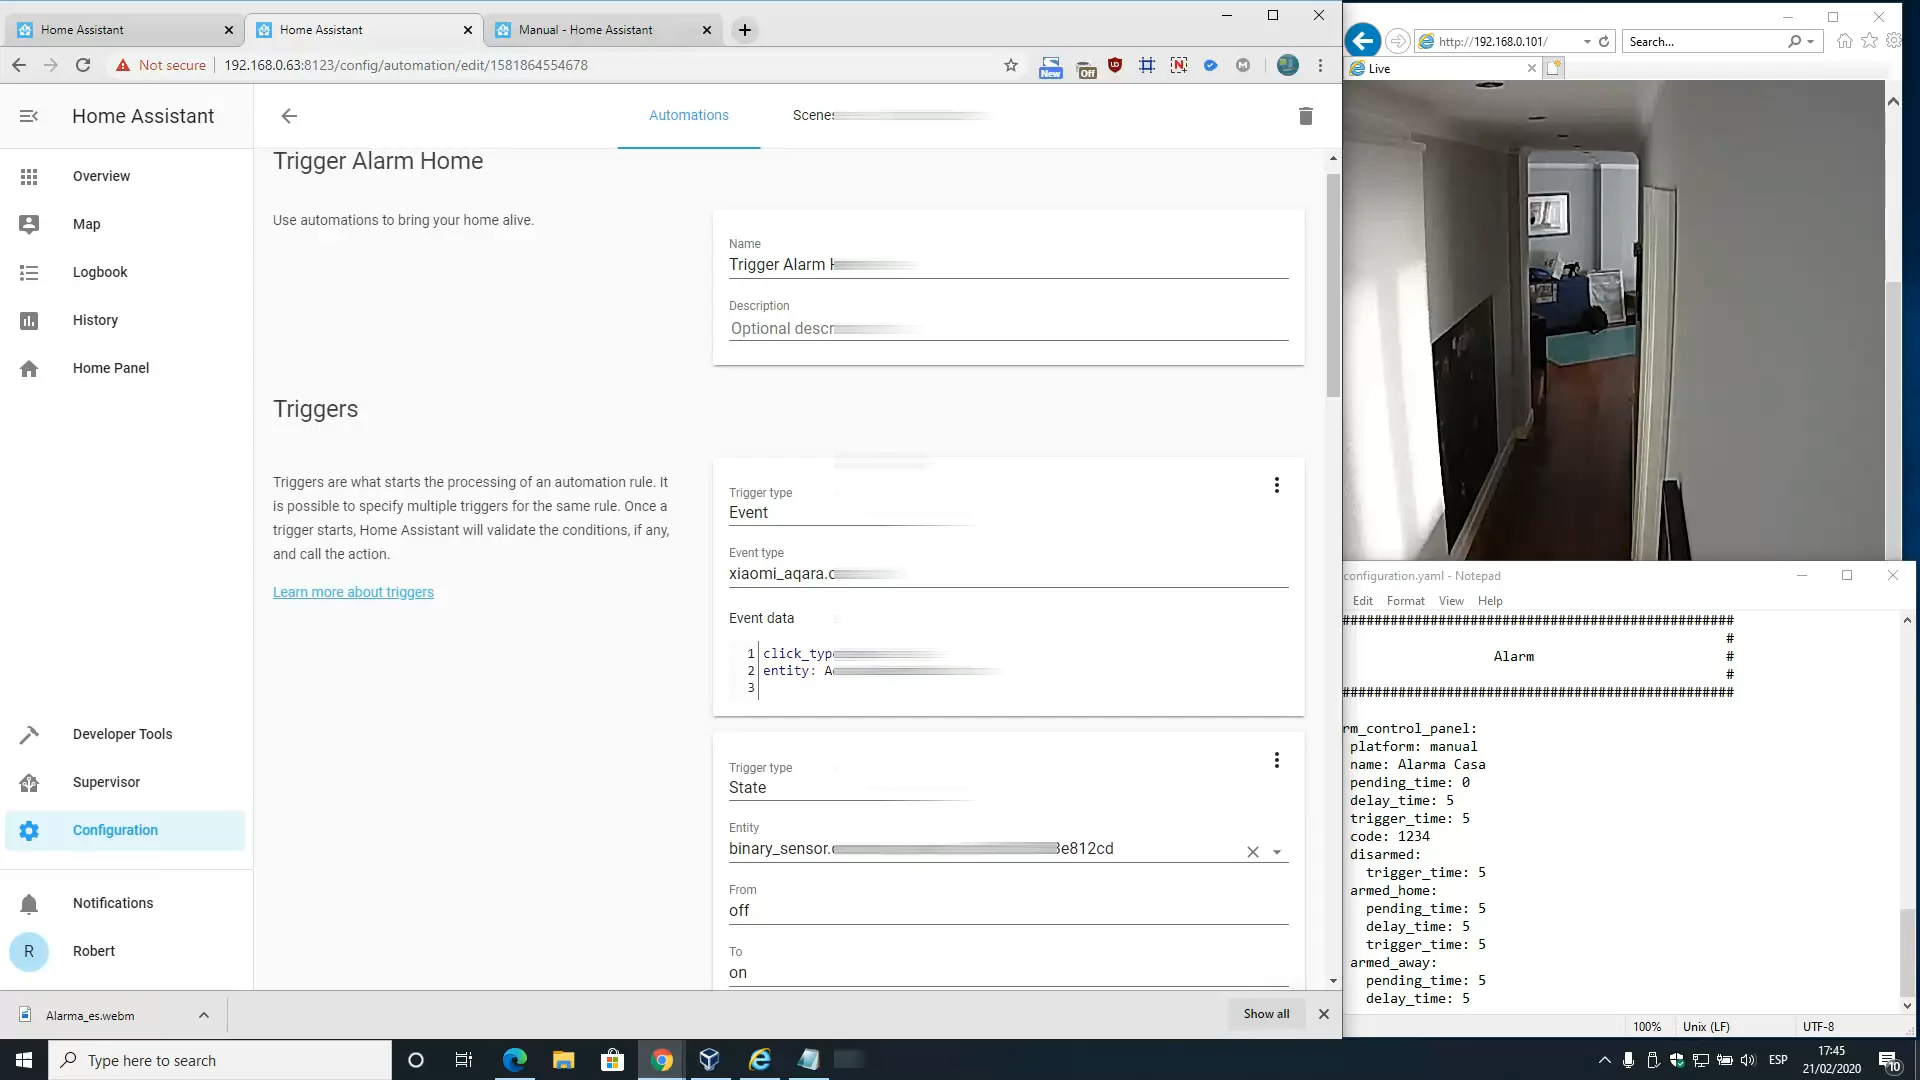 Home Assistant
Home Assistant
Manual - Home Assistant
Not secure
192.168.0.63:8123/config/automation/edit/1581864554678
New
Off
Home Assistant
Automations
Scenes
Overview
Map
Logbook
History
Home Panel
Developer Tools
Supervisor
Configuration
Notifications
R
Robert
Trigger Alarm Home
Use automations to bring your home alive.
Name
Trigger Alarm
Description
Optional descr
Triggers
Triggers are what starts the processing of an automation rule. It
is possible to specify multiple triggers for the same rule. Once a
trigger starts, Home Assistant will validate the conditions, if any,
and call the action.
Learn more about triggers
Trigger type
Event
Event type
xiaomi_aqara.
Event data
1 click_typ
2 entity: A
3
Trigger type
State
Entity
binary_sensor. e812cd
From
off
To
on
Alarma_es.webm
Show all
http://192.168.0.101/
Search...
Live
configuration.yaml - Notepad
Edit Format View Help
#
Alarm #
#
rm_control_panel:
platform: manual
name: Alarma Casa
pending_time: 0
delay_time: 5
trigger_time: 5
code: 1234
disarmed:
trigger_time: 5
armed_home:
pending_time: 5
delay_time: 5
trigger_time: 5
armed_away:
pending_time: 5
delay_time: 5
100% Unix (LF) UTF-8
Type here to search
ESP
17:45
21/02/2020
10